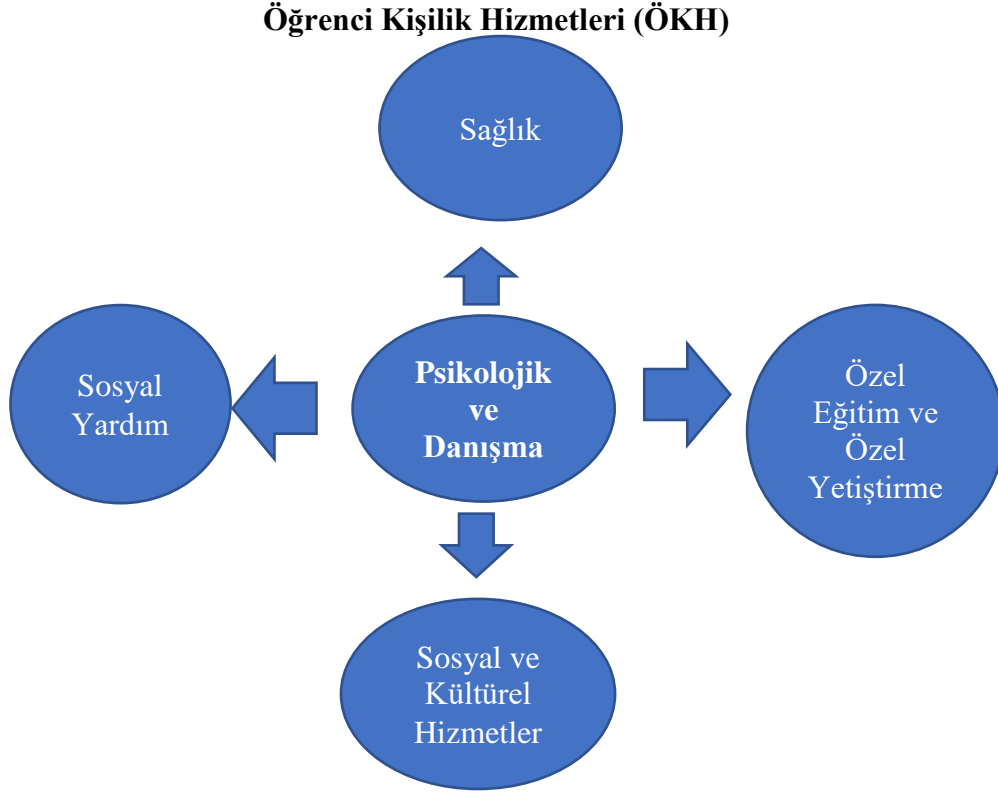 Öğrenci Kişilik Hizmetleri (ÖKH)
Sağlık
Sosyal
Yardım
Psikolojik
ve
Danışma
Özel
Eğitim ve
Özel
Yetiştirme
Sosyal ve
Kültürel
Hizmetler